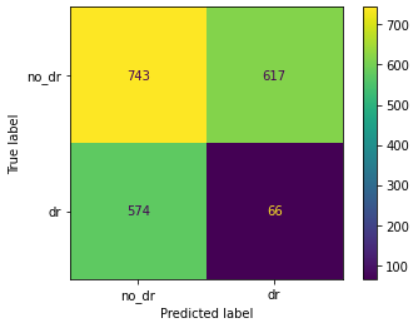 700
no_dr
743
617
600
500
400
True label
300
dr
574
66
200
100
no_dr
dr
Predicted label